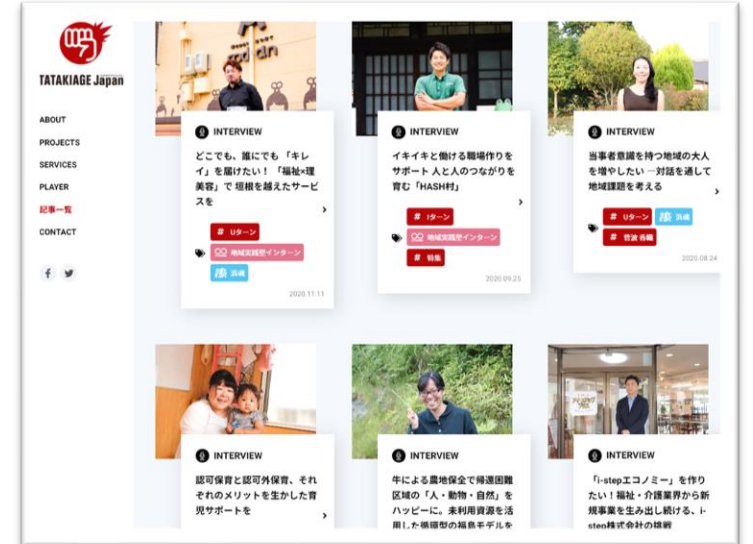 TATAKIAGE Japan
ABOUT
PROJECTS
SERVICES
PLAYER
記事一覧
CONTACT
INTERVIEW
どこでも、誰にでも 「キレ
イ」を届けたい！「福祉×理
美容」で 垣根を越えたサービ
スを
# Uターン
地域実践型インターン
浜魂
2020.11.11
INTERVIEW
イキイキと働ける職場作りを
サポート 人と人のつながりを
育む「HASH村」
# Iターン
地域実践型インターン
# 特集
2020.09.25
INTERVIEW
当事者意識を持つ地域の大人
を増やしたい ―対話を通して
地域課題を考える
# Uターン
浜魂
2020.08.24
INTERVIEW
認可保育と認可外保育、それ
ぞれのメリットを生かした育
児サポートを
INTERVIEW
牛による農地保全で帰還困難
区域の「人・動物・自然」を
ハッピーに。未利用資源を活
用した循環型の福島モデルを
INTERVIEW
「i-stepエコノミー」を作り
たい！福祉・介護業界から新
規事業を生み出し続ける、i-
step株式会社の挑戦